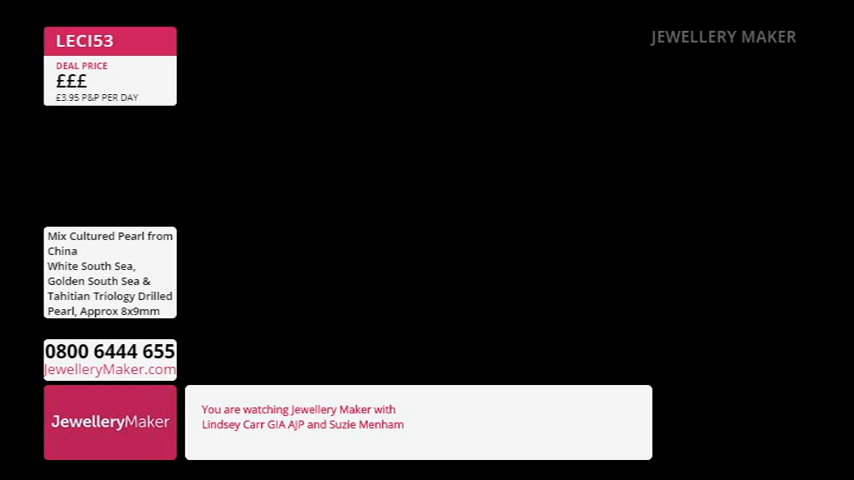 LECI53
DEAL PRICE
£££
£3.95 P&P PER DAY
JEWELLERY MAKER
Mix Cultured Pearl from
China
White South Sea,
Golden South Sea &
Tahitian Triology Drilled
Pearl, Approx 8x9mm
0800 6444 655
JewelleryMaker.com
JewelleryMaker
You are watching Jewellery Maker with
Lindsey Carr GIA AJP and Suzie Menham